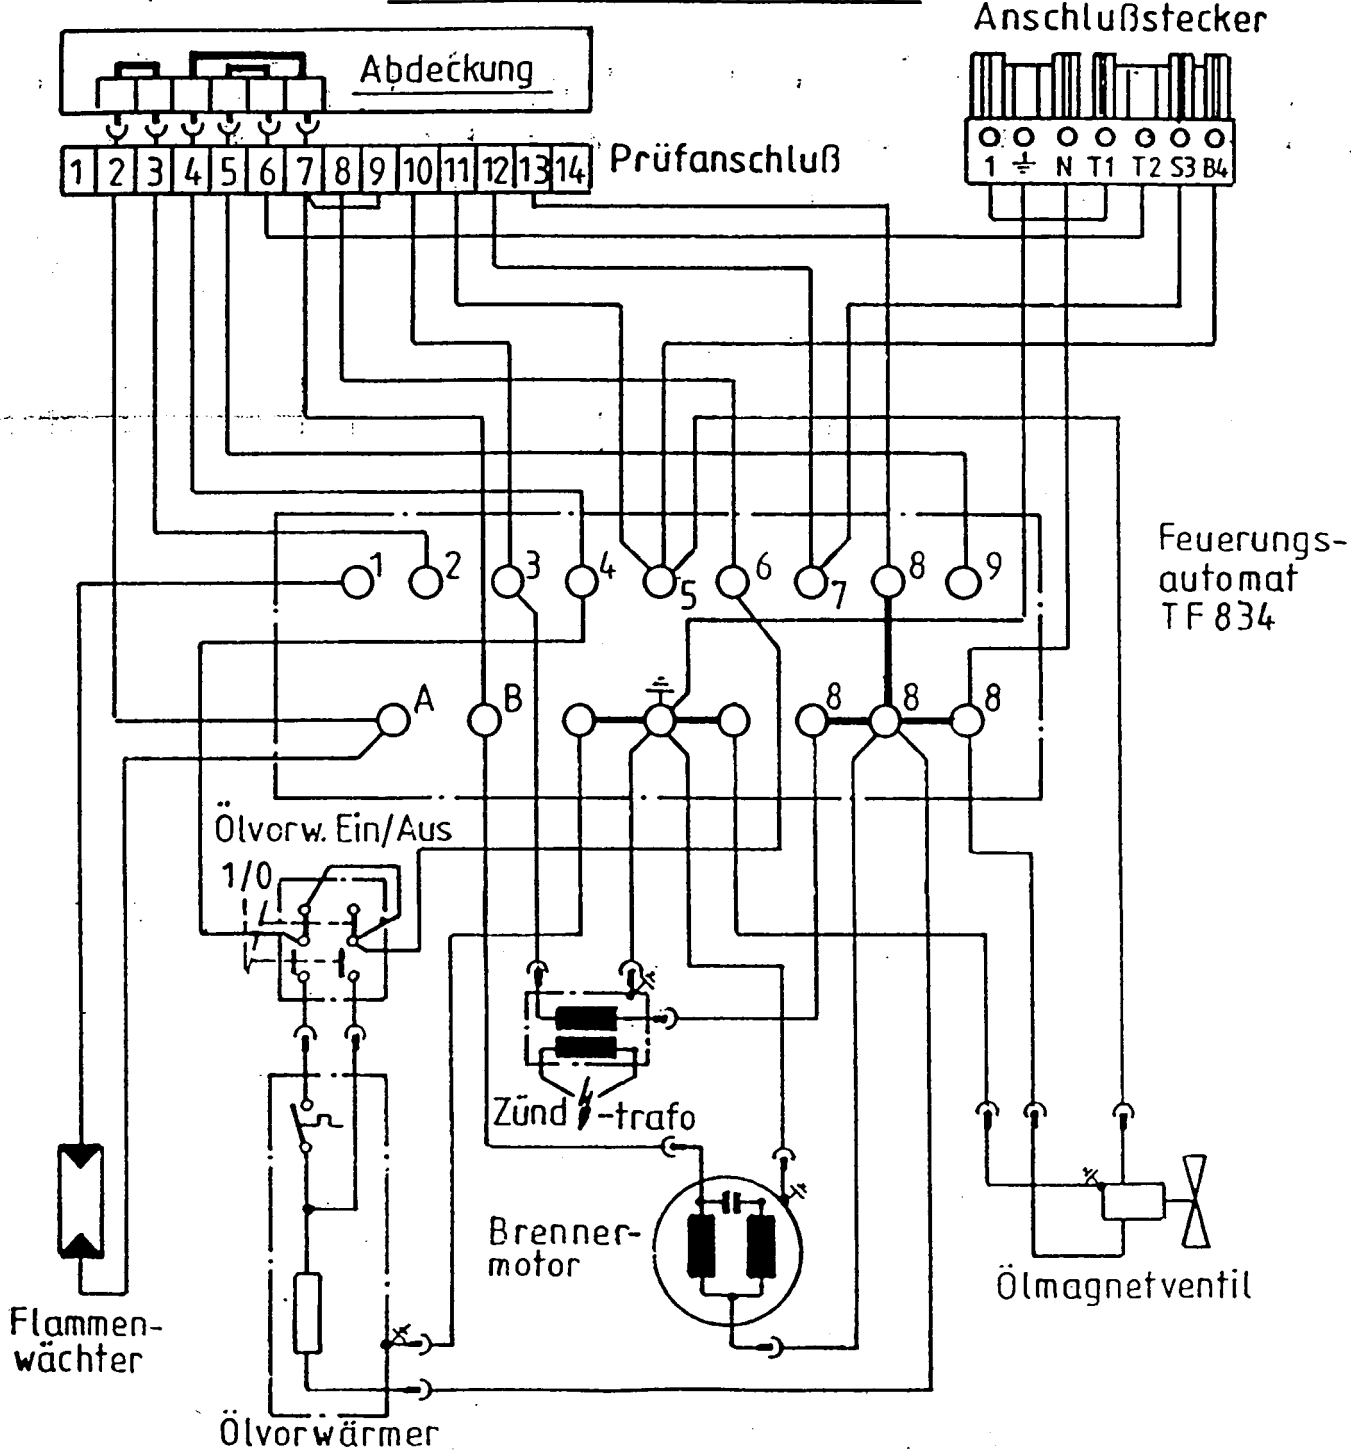 Anschlußstecker
Abdeckung
1 2 3 4 5 6 7 8 9 10 11 12 13 14
Prüfanschluß
1 ⏚ N T1 T2 S3 B4
Feuerungs-
automat
TF 834
1 2 3 4 5 6 7 8 9
A B 8 8 8
Ölvorw. Ein/Aus
1/0
Zünd -trafo
Brenner-
motor
Ölmagnetventil
Flammen-
wächter
Ölvorwärmer